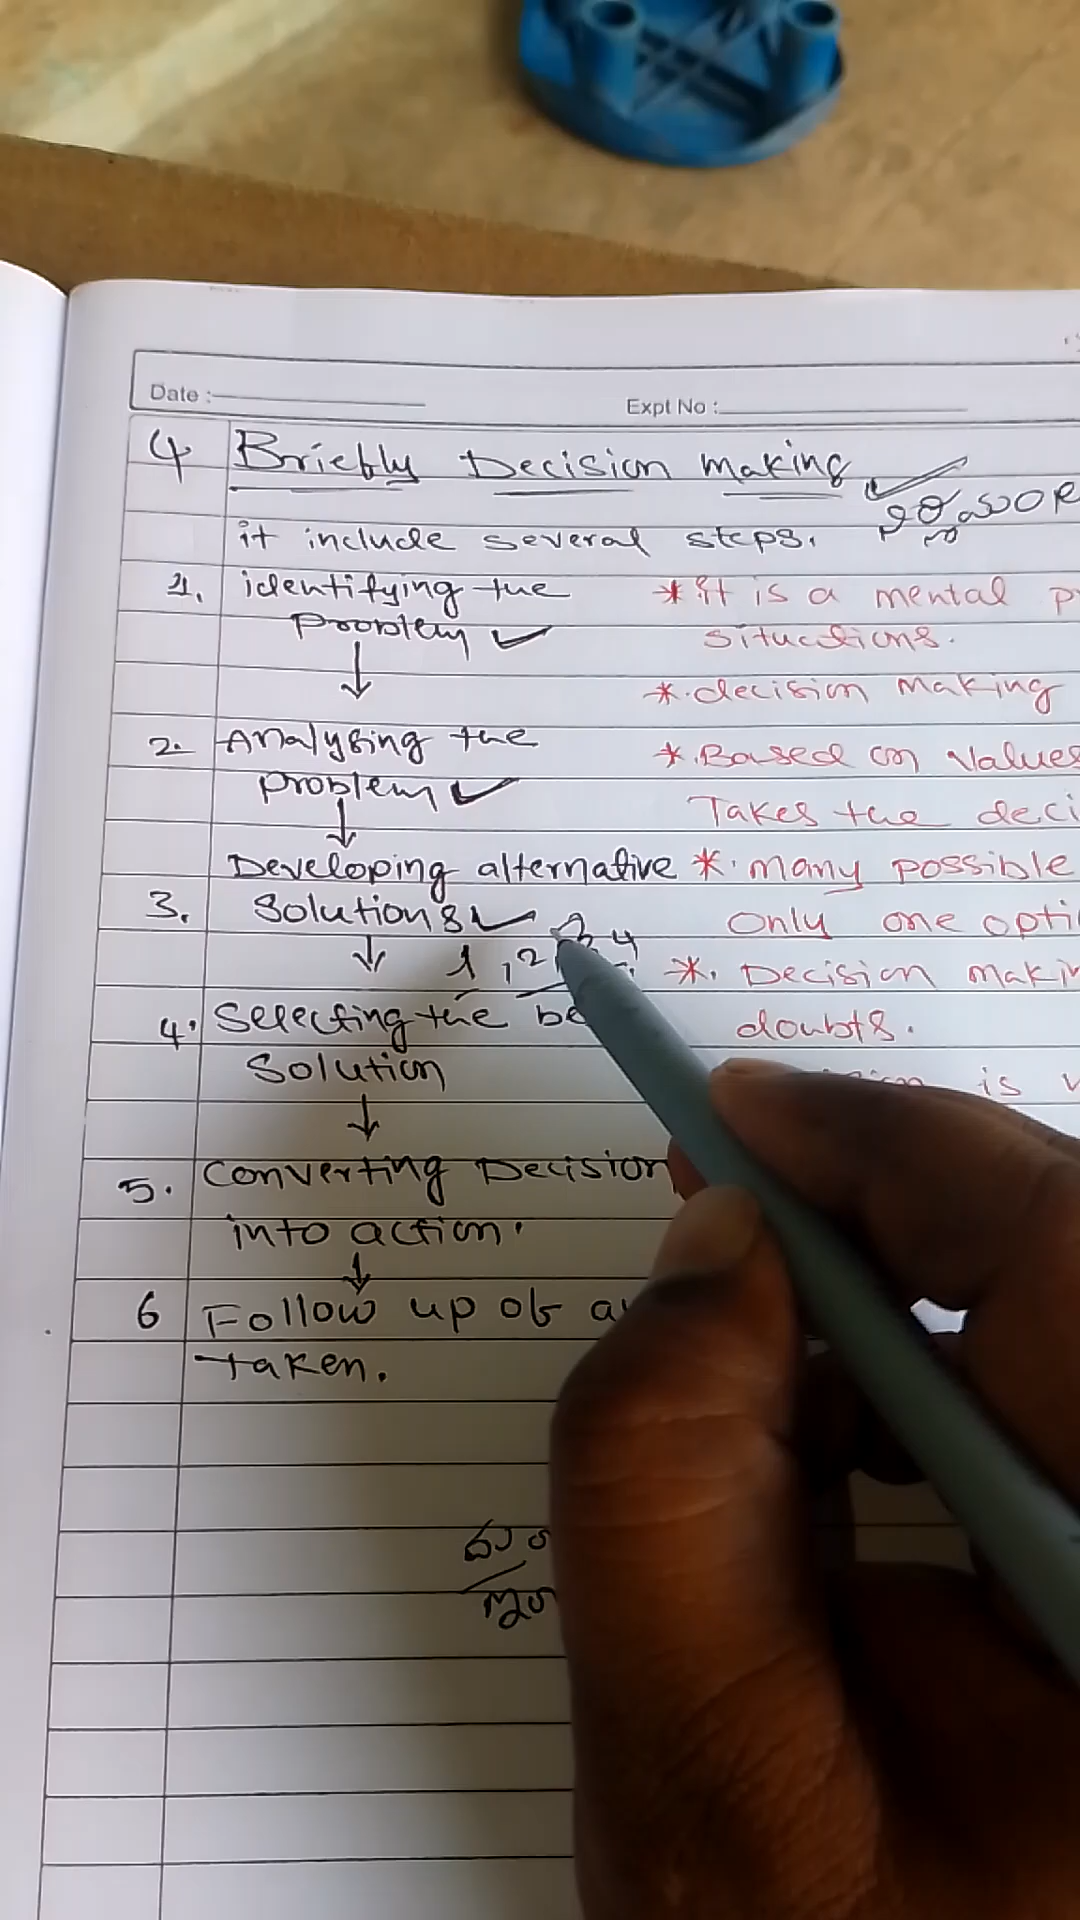 Date :
Expt No :
4 Briefly Decision making
it include several steps.
1. identifying the
problem
* it is a mental
situations.
*. decision making
2. Analysing the
problem
*. Based on values
Takes the
Developing alternative
3. Solutions
*. many possible
Only one
1, 2 3 4
*. Decision
doubts.
4. Selecting the
Solution
is
5. Converting Decision
into action.
6 Follow up of
taken.